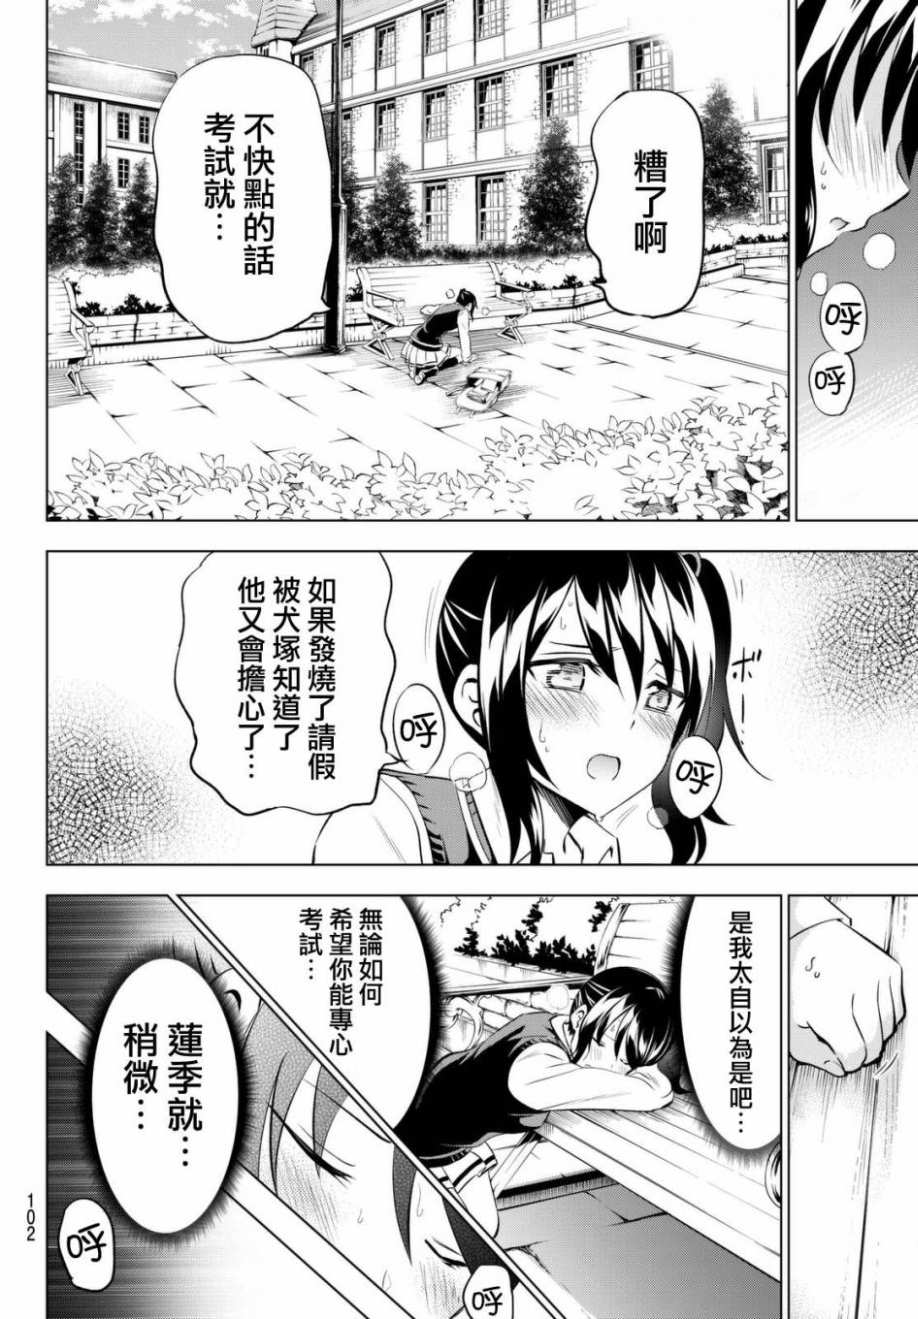 呼
呼
糟了啊
不快點的話
考試就…
如果發燒了請假
被犬塚知道了
他又會擔心了…
ボー
呼
呼
是我太自以為是吧…
無論如何
希望你能專心
考試…
蓮季就…
稍微…
呼
呼
102